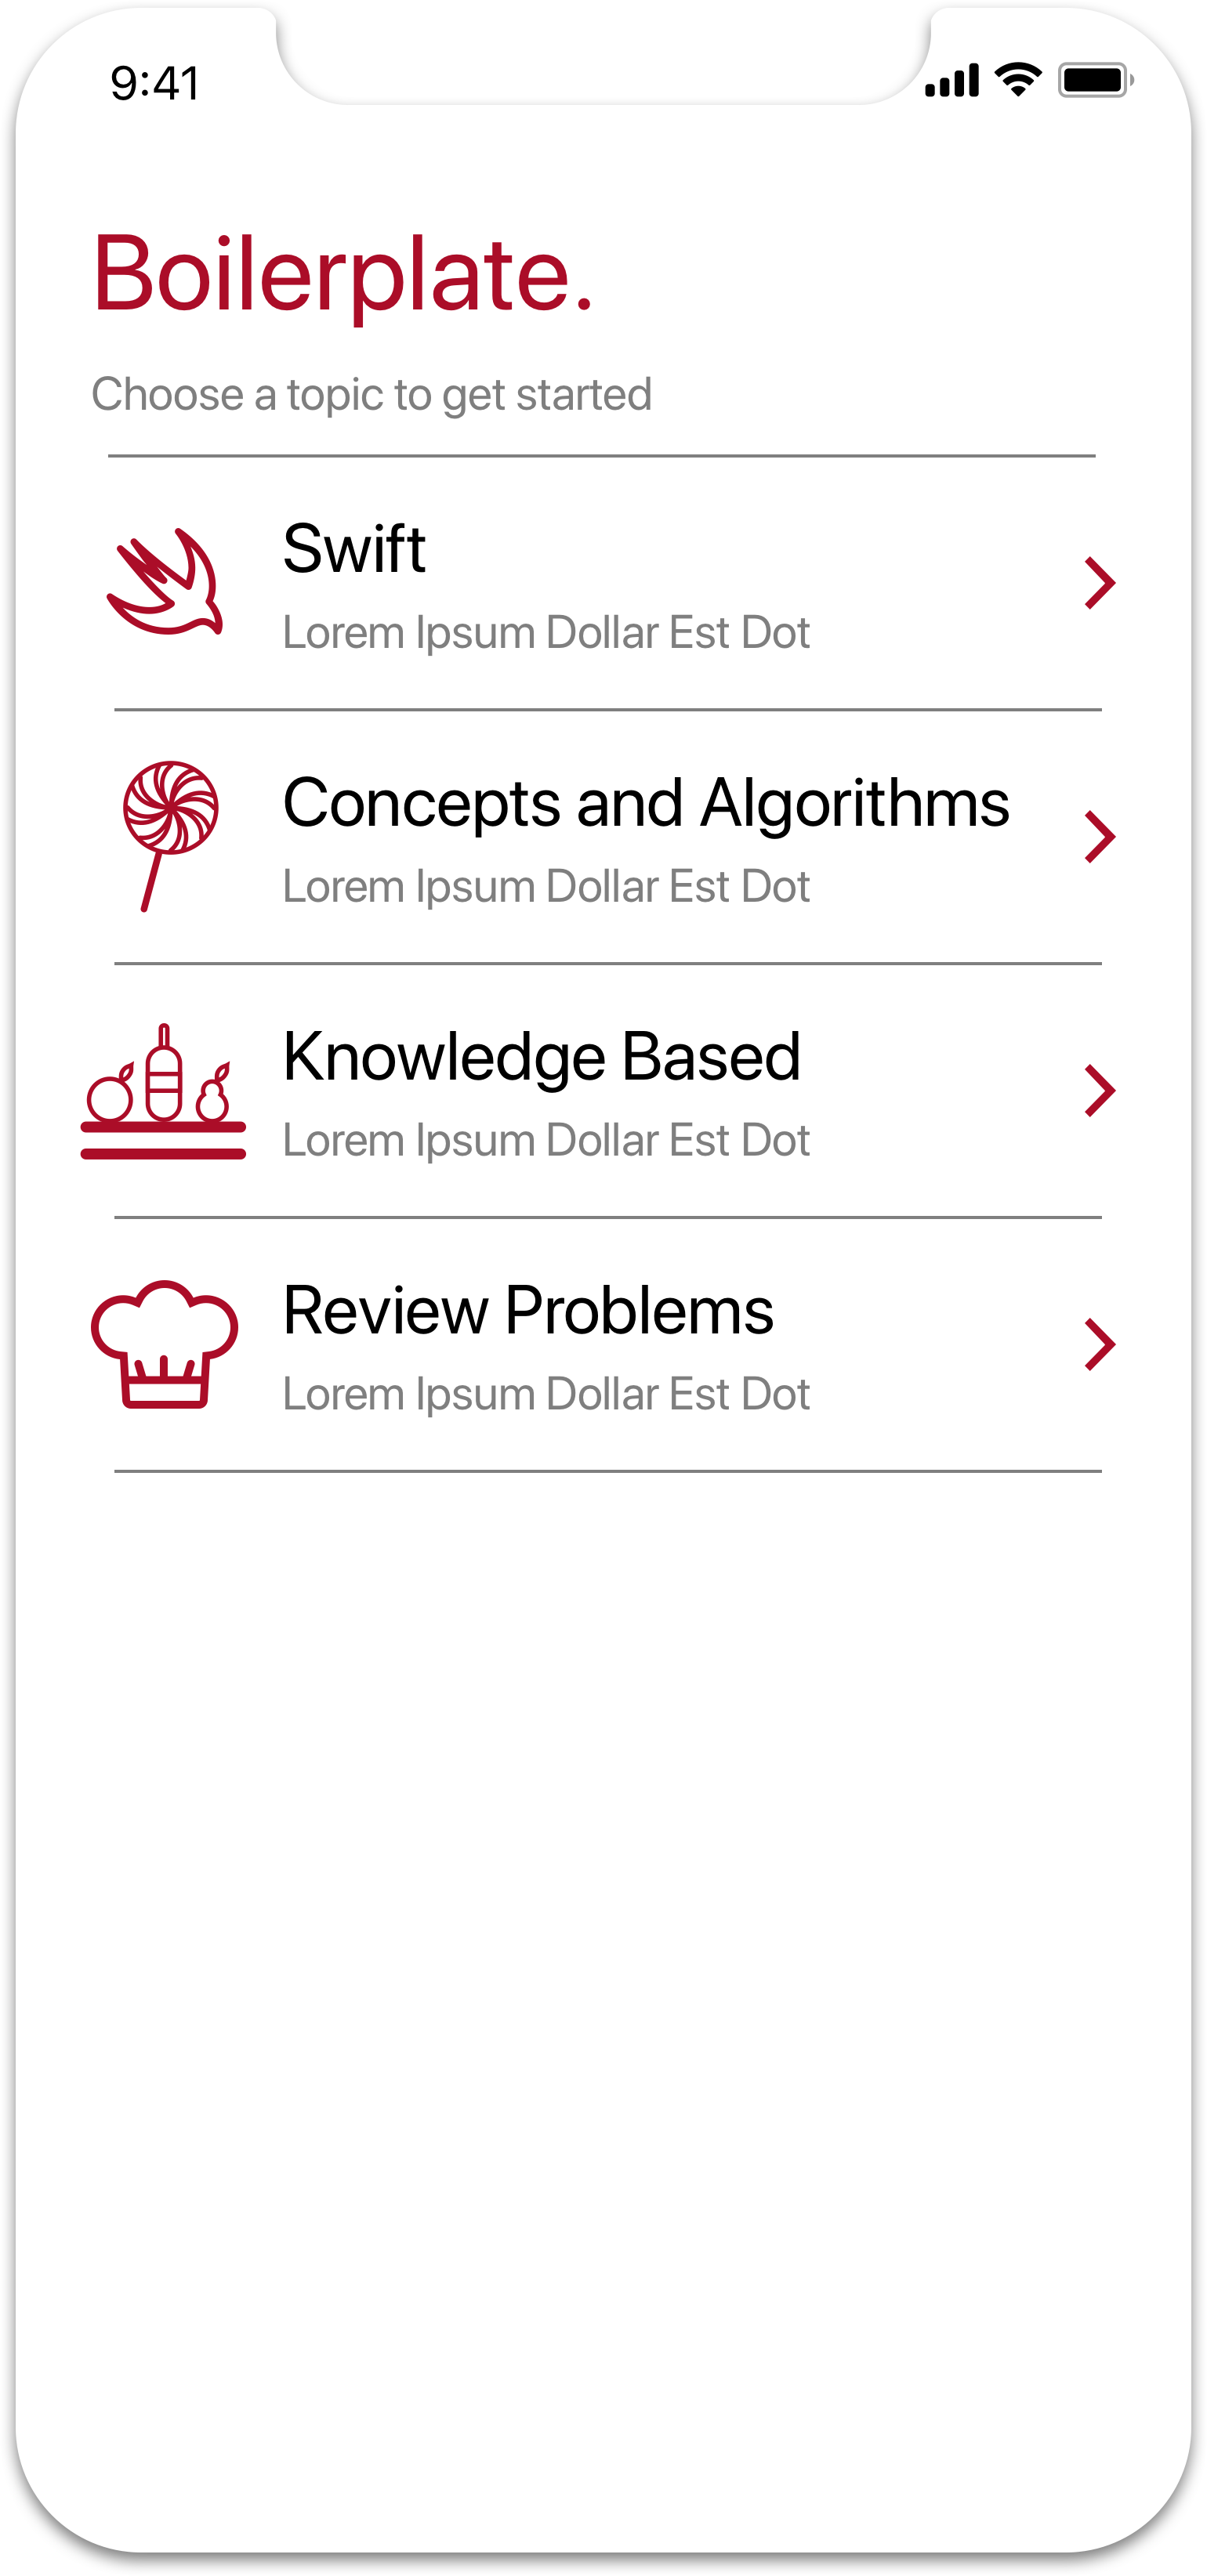 9:41
Boilerplate.
Choose a topic to get started
Swift
Lorem Ipsum Dollar Est Dot
Concepts and Algorithms
Lorem Ipsum Dollar Est Dot
Knowledge Based
Lorem Ipsum Dollar Est Dot
Review Problems
Lorem Ipsum Dollar Est Dot